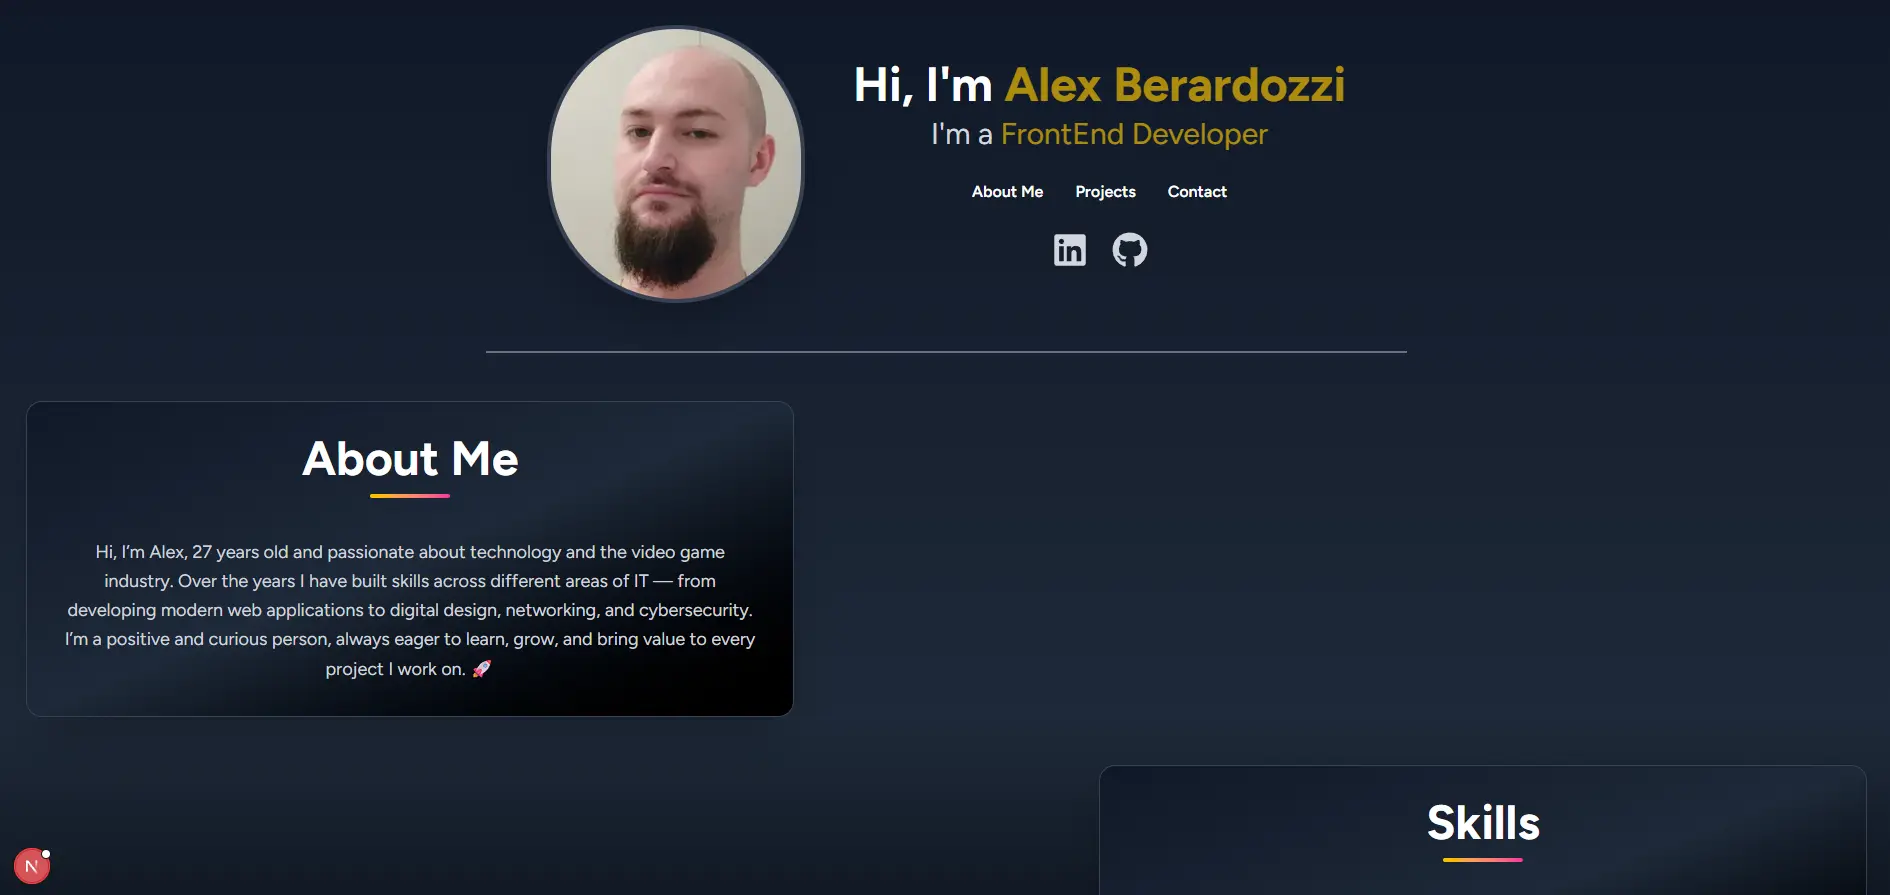 Hi, I'm Alex Berardozzi
I'm a FrontEnd Developer
About Me Projects Contact
in
About Me
Hi, I’m Alex, 27 years old and passionate about technology and the video game
industry. Over the years I have built skills across different areas of IT — from
developing modern web applications to digital design, networking, and cybersecurity.
I’m a positive and curious person, always eager to learn, grow, and bring value to every
project I work on. 🚀
Skills
N